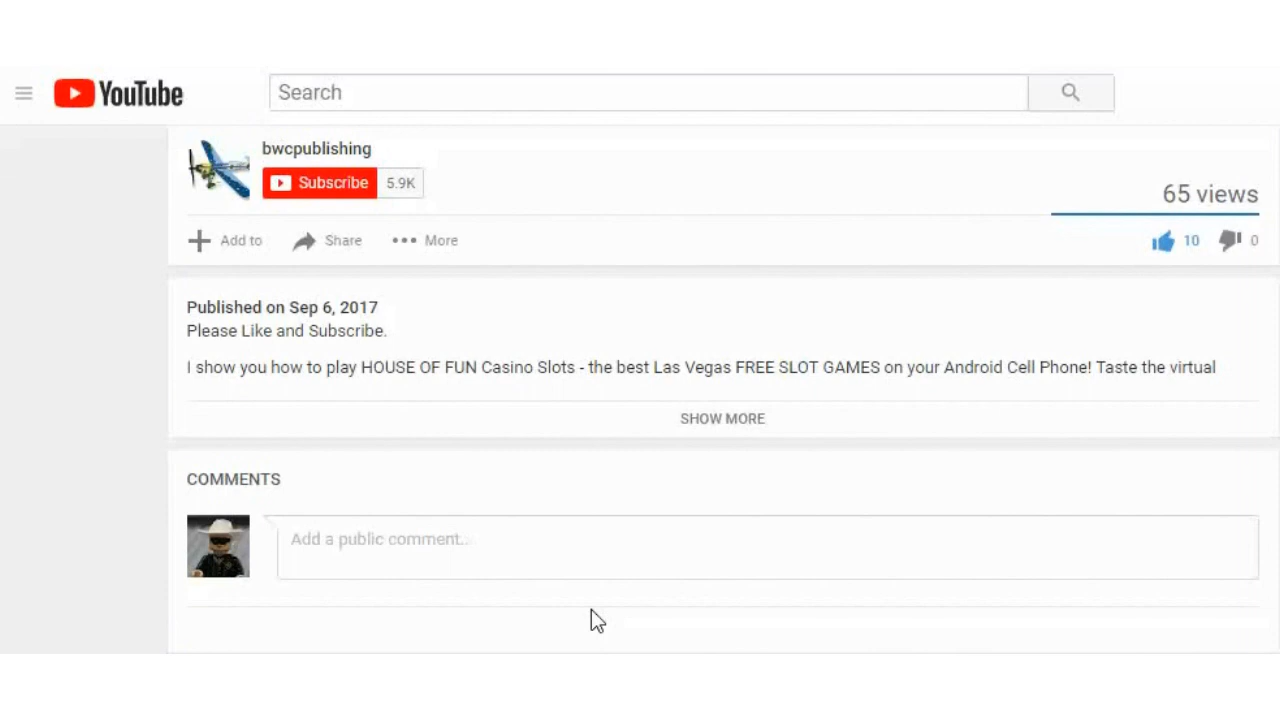 YouTube
Search
bwcpublishing
Subscribe 5.9K
65 views
Add to Share More 10 0
Published on Sep 6, 2017
Please Like and Subscribe.
I show you how to play HOUSE OF FUN Casino Slots - the best Las Vegas FREE SLOT GAMES on your Android Cell Phone! Taste the virtual
SHOW MORE
COMMENTS
Add a public comment...